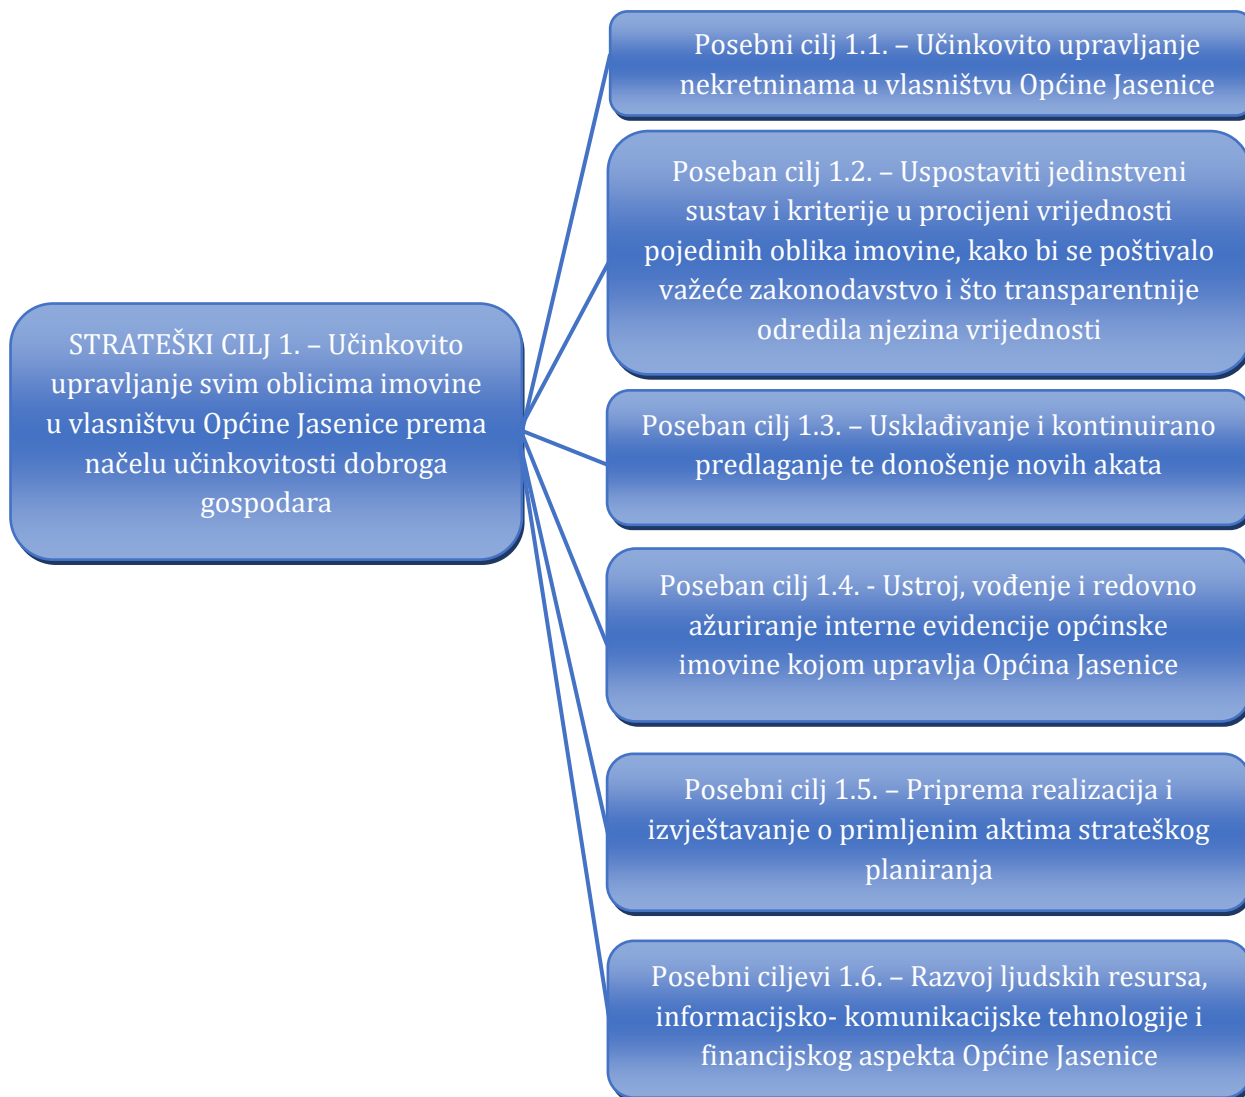 STRATEŠKI CILJ 1. – Učinkovito
upravljanje svim oblicima imovine
u vlasništvu Općine Jasenice prema
načelu učinkovitosti dobroga
gospodara
Posebni cilj 1.1. – Učinkovito upravljanje
nekretninama u vlasništvu Općine Jasenice
Poseban cilj 1.2. – Uspostaviti jedinstveni
sustav i kriterije u procijeni vrijednosti
pojedinih oblika imovine, kako bi se poštivalo
važeće zakonodavstvo i što transparentnije
odredila njezina vrijednosti
Poseban cilj 1.3. – Usklađivanje i kontinuirano
predlaganje te donošenje novih akata
Poseban cilj 1.4. - Ustroj, vođenje i redovno
ažuriranje interne evidencije općinske
imovine kojom upravlja Općina Jasenice
Posebni cilj 1.5. – Priprema realizacija i
izvještavanje o primljenim aktima strateškog
planiranja
Posebni ciljevi 1.6. – Razvoj ljudskih resursa,
informacijsko- komunikacijske tehnologije i
financijskog aspekta Općine Jasenice